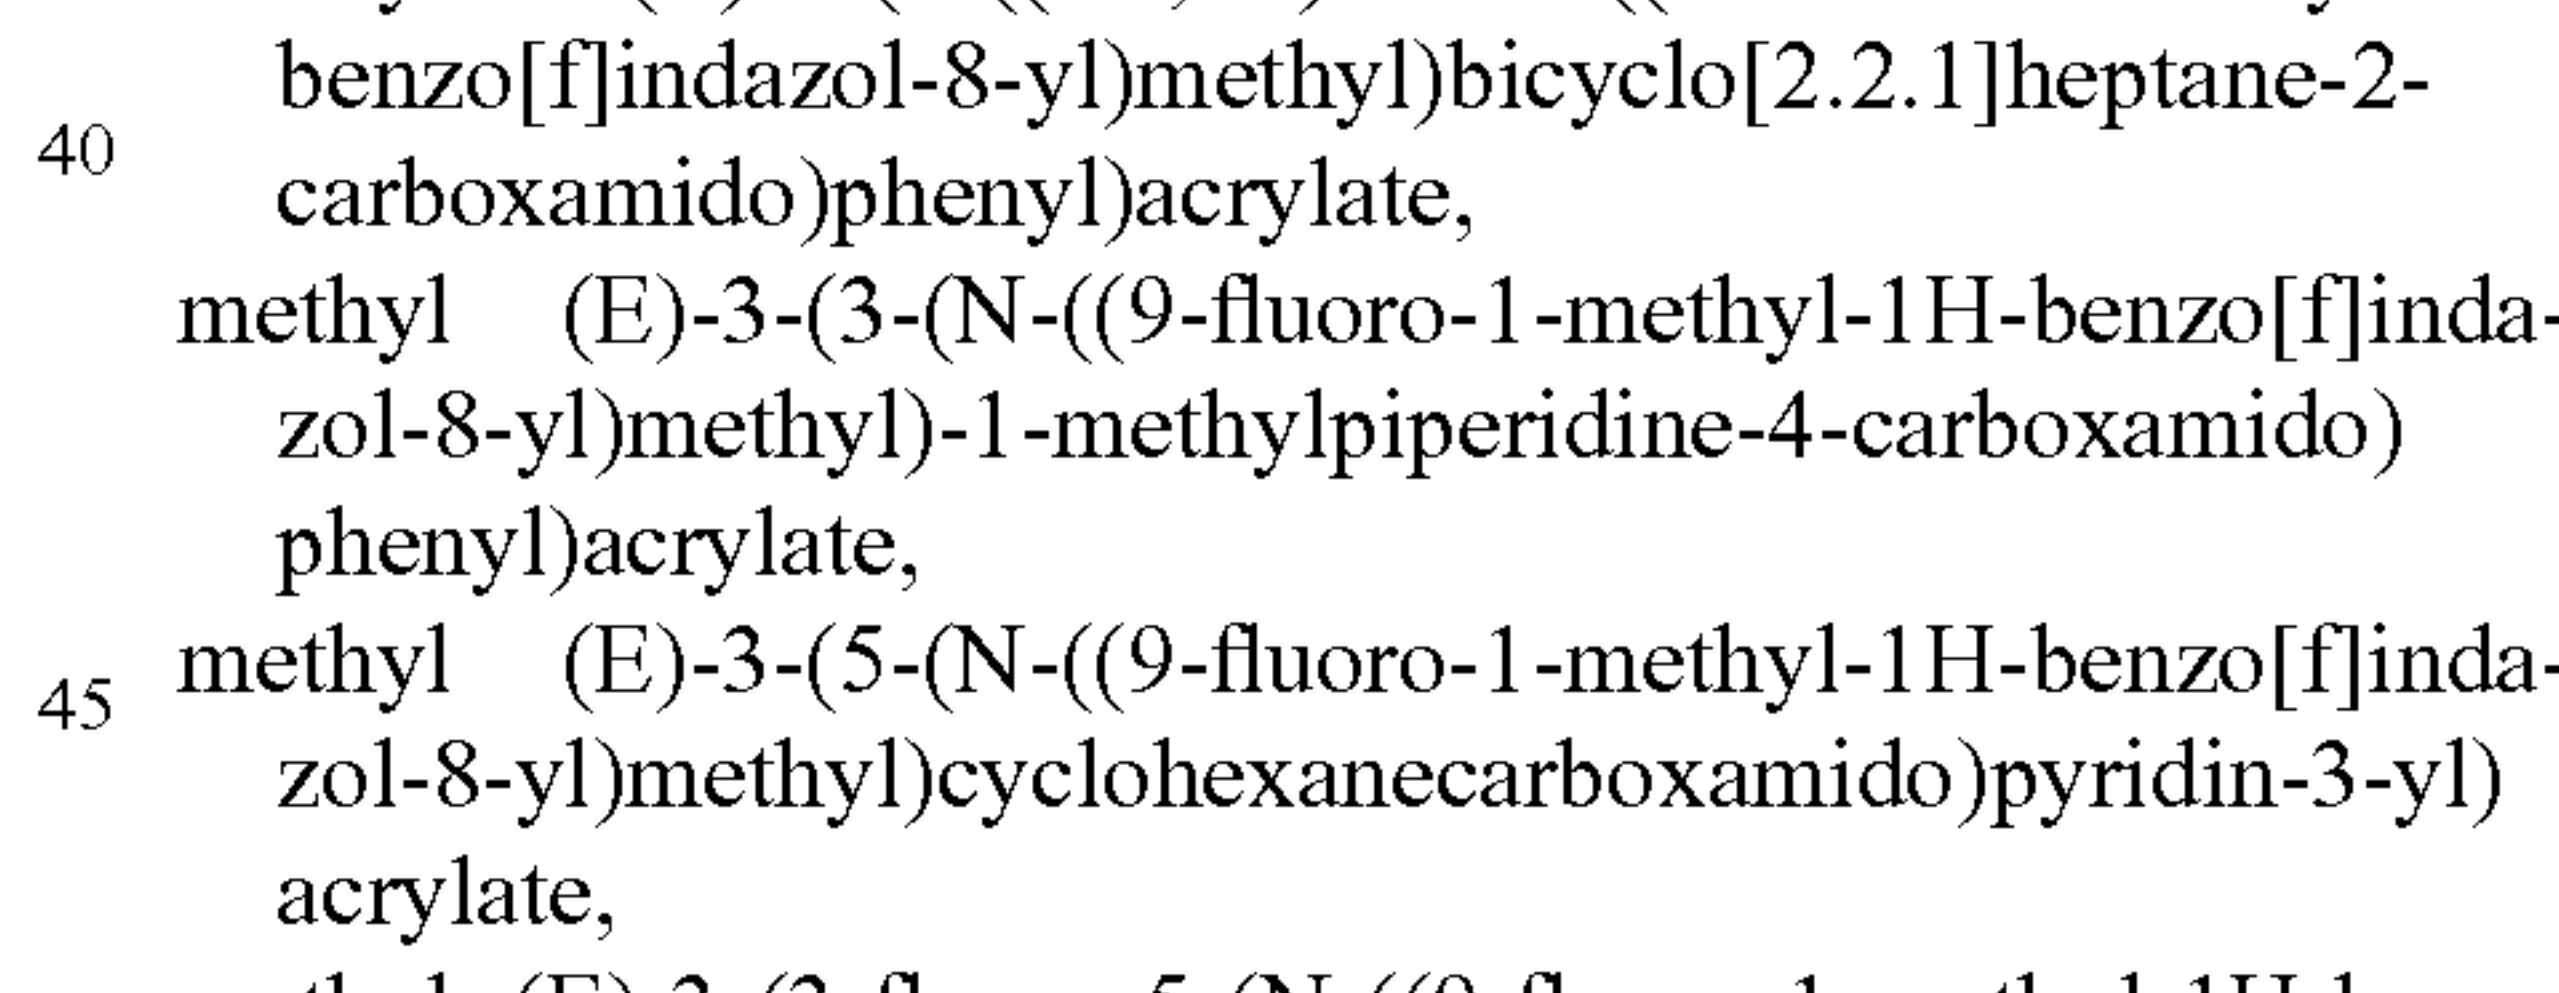 benzo[f]indazol-8-yl)methyl)bicyclo[2.2.1]heptane-2-
40
carboxamido)phenyl)acrylate,
methyl (E)-3-(3-(N-((9-fluoro-1-methyl-1H-benzo[f]inda-
zol-8-yl)methyl)-1-methylpiperidine-4-carboxamido)
phenyl)acrylate,
methyl (E)-3-(5-(N-((9-fluoro-1-methyl-1H-benzo[f]inda-
45
zol-8-yl)methyl)cyclohexanecarboxamido)pyridin-3-yl)
acrylate,